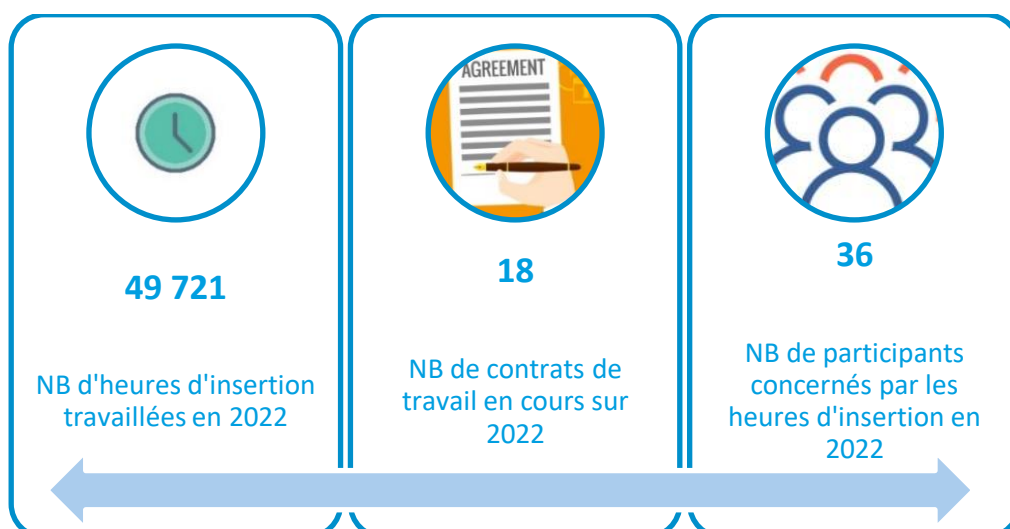 49 721
NB d'heures d'insertion
travaillées en 2022
AGREEMENT
18
NB de contrats de
travail en cours sur
2022
36
NB de participants
concernés par les
heures d'insertion en
2022